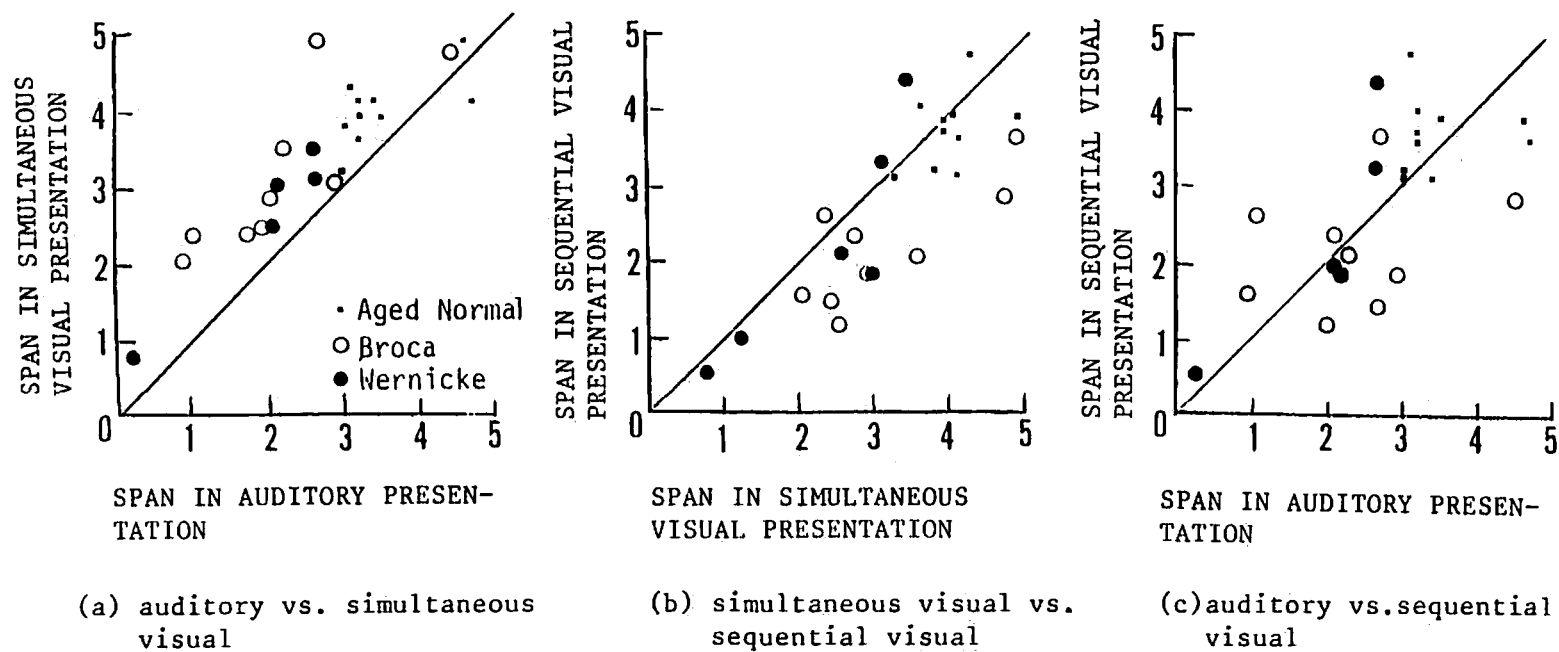 SPAN IN SIMULTANEOUS
VISUAL PRESENTATION
5
4
3
2
1
0
1
2
3
4
5
Aged Normal
Broca
Wernicke
SPAN IN AUDITORY PRESEN-
TATION
(a) auditory vs. simultaneous
visual
SPAN IN SEQUENTIAL VISUAL
PRESENTATION
5
4
3
2
1
0
1
2
3
4
5
SPAN IN SIMULTANEOUS
VISUAL PRESENTATION
(b) simultaneous visual vs.
sequential visual
SPAN IN SEQUENTIAL VISUAL
PRESENTATION
5
4
3
2
1
0
1
2
3
4
5
SPAN IN AUDITORY PRESEN-
TATION
(c)auditory vs.sequential
visual